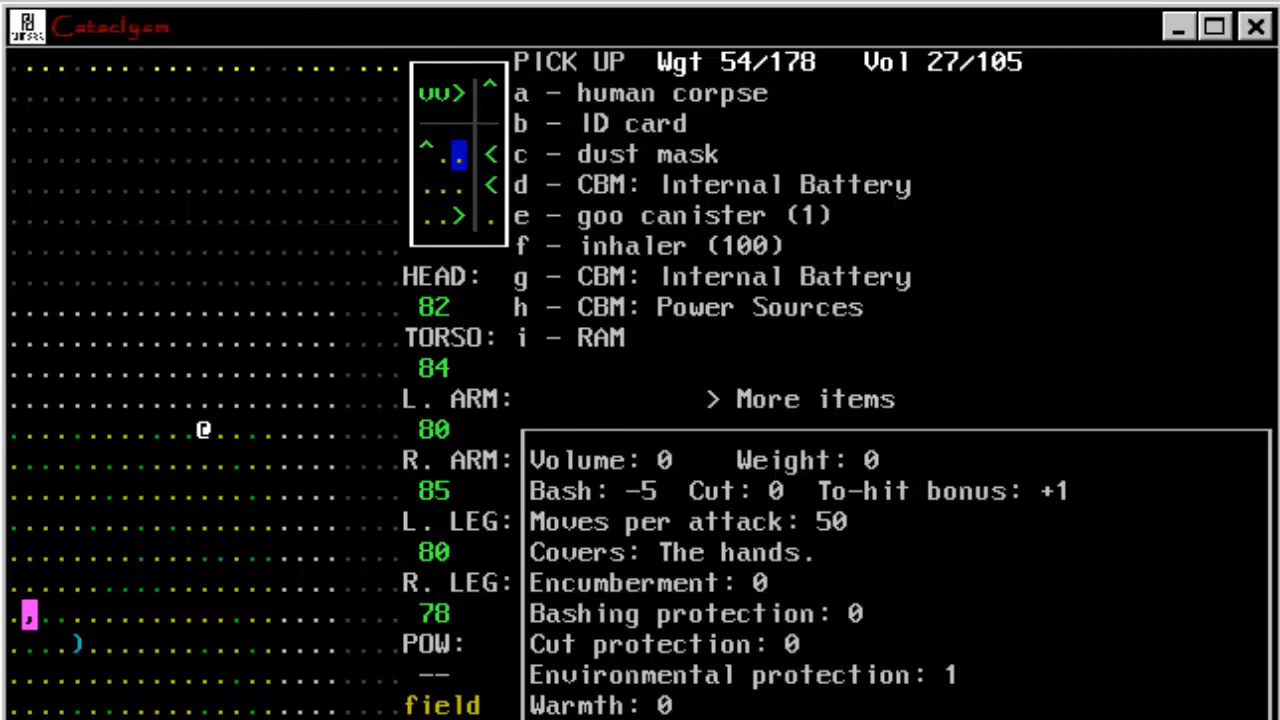 Cataclysm
PICK UP Wgt 54/178 Vol 27/105
a - human corpse
b - ID card
c - dust mask
d - CBM: Internal Battery
e - goo canister (1)
f - inhaler (100)
HEAD: g - CBM: Internal Battery
82 h - CBM: Power Sources
TORSO: i - RAM
84
L. ARM: > More items
80
R. ARM: Volume: 0 Weight: 0
85 Bash: -5 Cut: 0 To-hit bonus: +1
L. LEG: Moves per attack: 50
80 Covers: The hands.
R. LEG: Encumberment: 0
78 Bashing protection: 0
POW: Cut protection: 0
-- Environmental protection: 1
field Warmth: 0